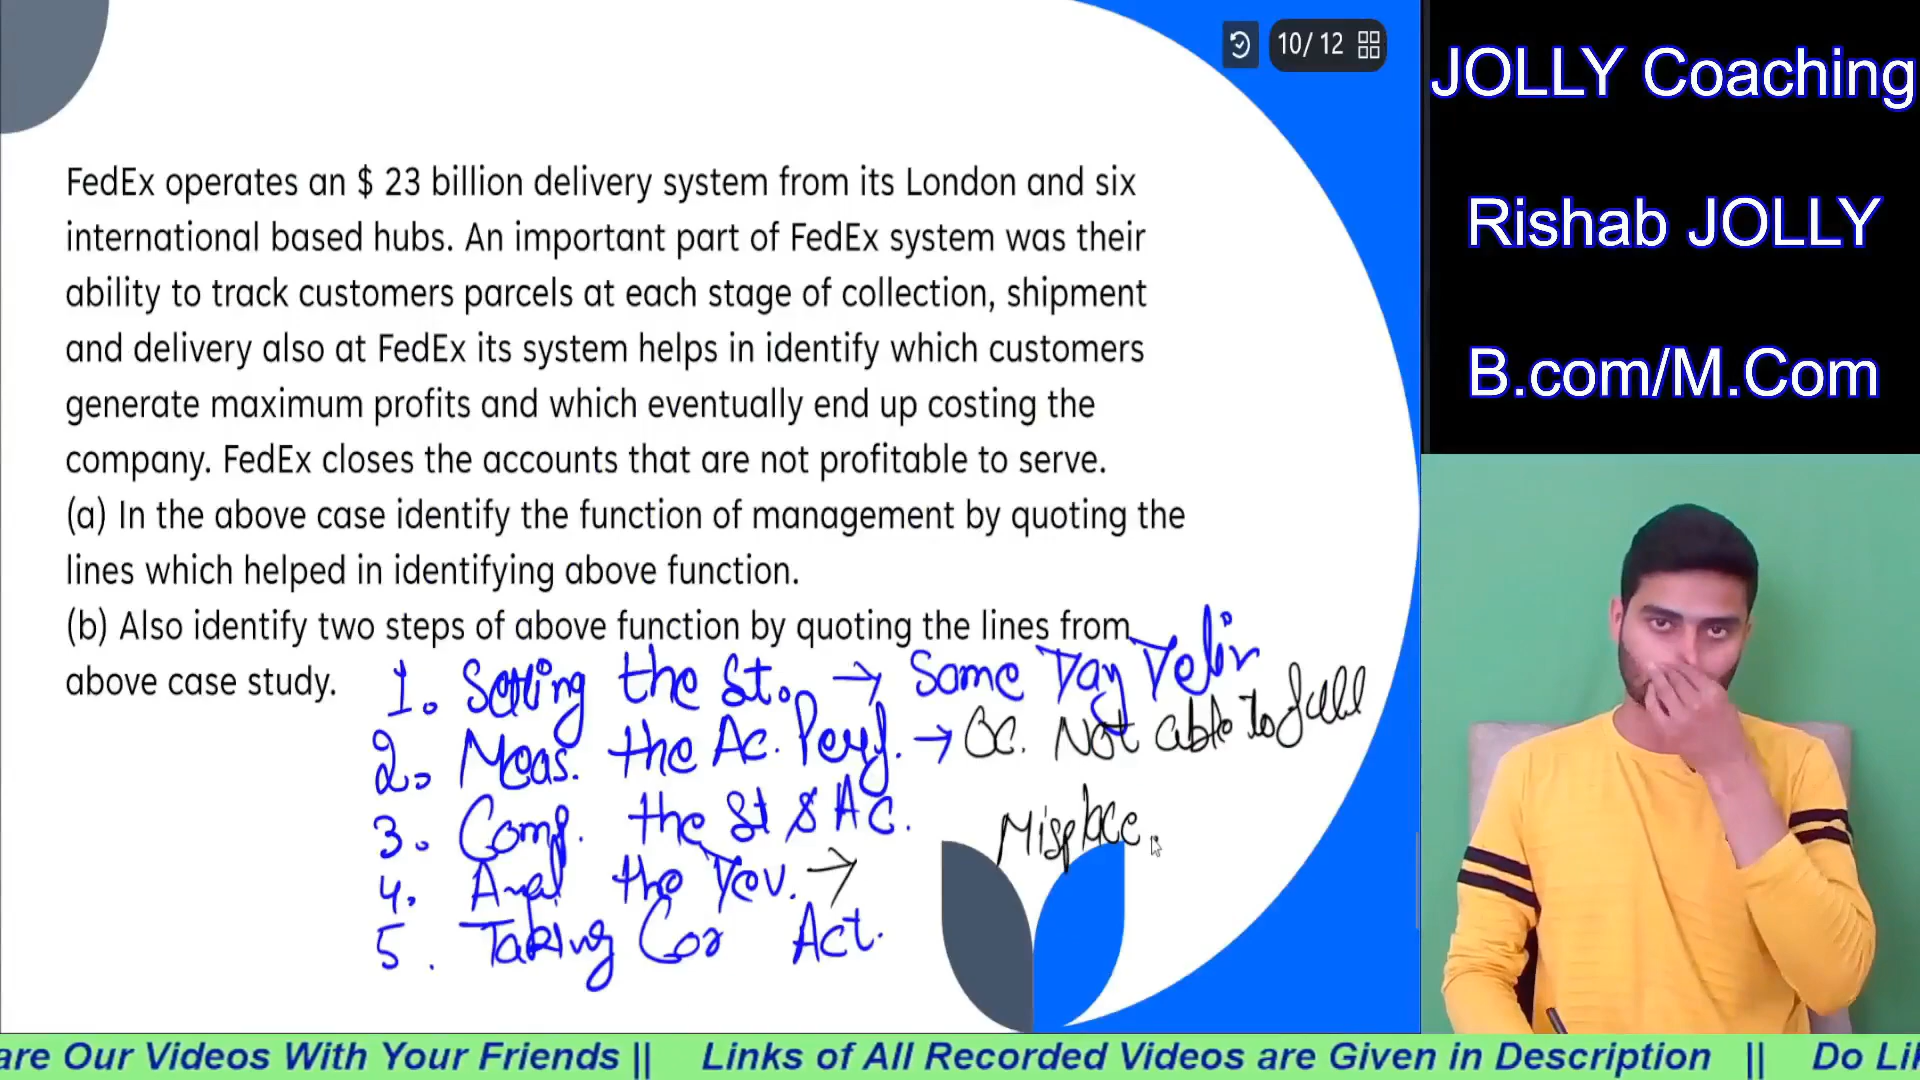 10/ 12
JOLLY Coaching
Rishab JOLLY
B.com/M.Com
FedEx operates an $ 23 billion delivery system from its London and six
international based hubs. An important part of FedEx system was their
ability to track customers parcels at each stage of collection, shipment
and delivery also at FedEx its system helps in identify which customers
generate maximum profits and which eventually end up costing the
company. FedEx closes the accounts that are not profitable to serve.
(a) In the above case identify the function of management by quoting the
lines which helped in identifying above function.
(b) Also identify two steps of above function by quoting the lines from
above case study.
1. Setting the St. → Same Day Deliv
2. Meas. the Ac. Perf. → Not able to full
3. Comp. the St & Ac. Misplace
4. Anal the Dev. →
5. Taking Cor Act.
are Our Videos With Your Friends || Links of All Recorded Videos are Given in Description || Do Lik